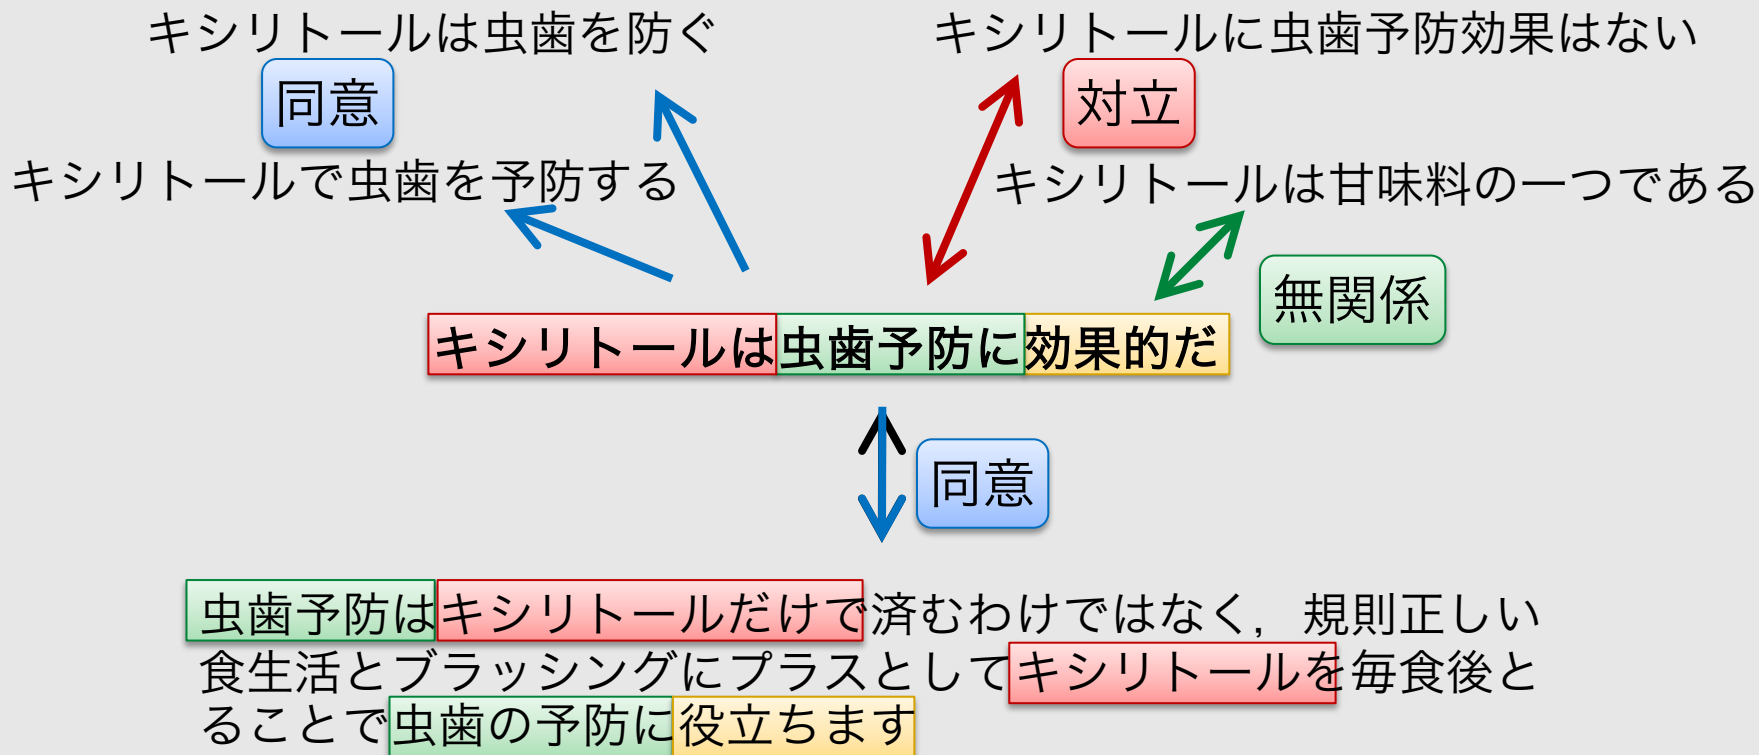 キシリトールは虫歯を防ぐ
キシリトールに虫歯予防効果はない
同意
対立
キシリトールで虫歯を予防する
キシリトールは甘味料の一つである
無関係
キシリトールは虫歯予防に効果的だ
同意
虫歯予防はキシリトールだけで済むわけではなく，規則正しい
食生活とブラッシングにプラスとしてキシリトールを毎食後と
ることで虫歯の予防に役立ちます